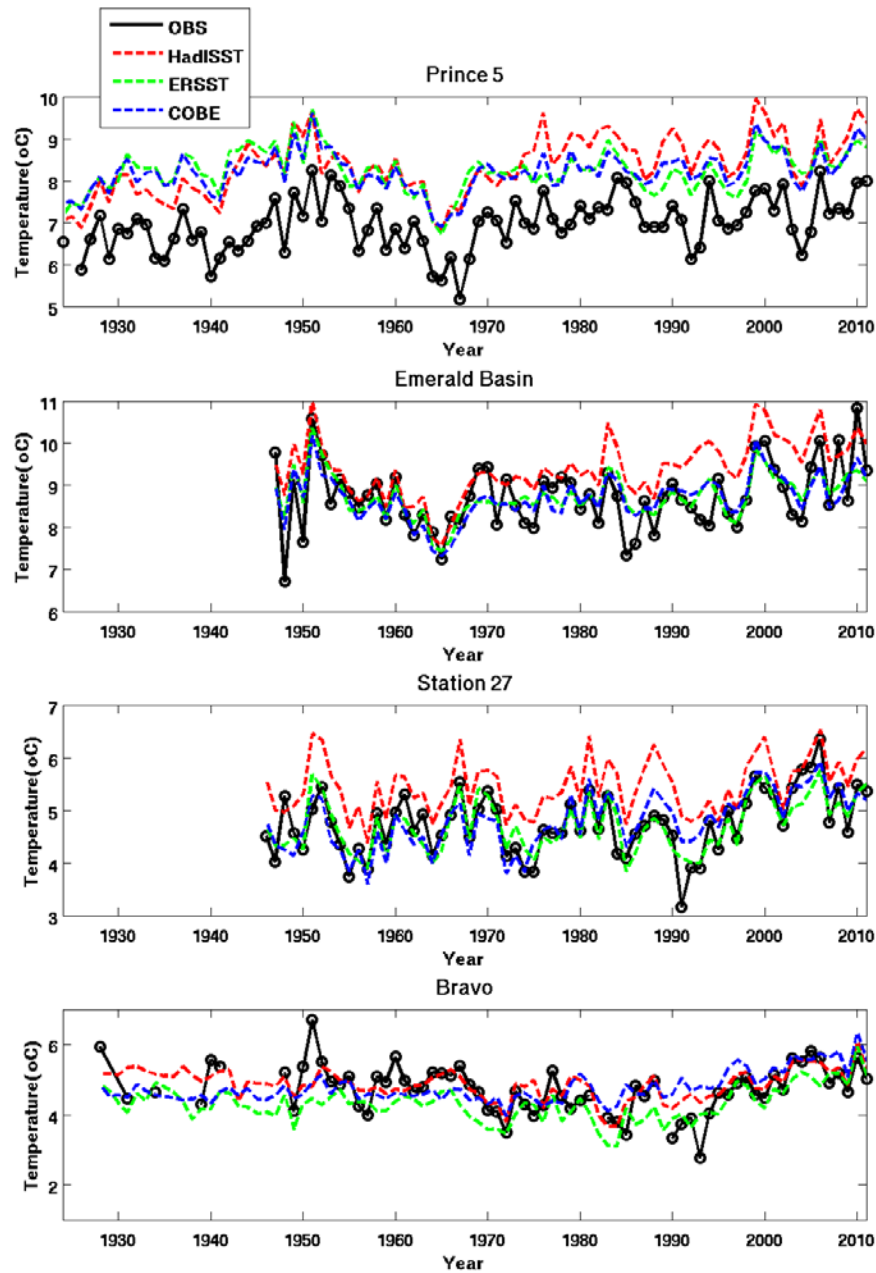 OBS
HadISST
ERSST
COBE
Prince 5
Temperature(oC)
10
9
8
7
6
5
1930 1940 1950 1960 1970 1980 1990 2000 2010
Year
Emerald Basin
Temperature(oC)
11
10
9
8
7
6
1930 1940 1950 1960 1970 1980 1990 2000 2010
Year
Station 27
Temperature(oC)
7
6
5
4
3
1930 1940 1950 1960 1970 1980 1990 2000 2010
Year
Bravo
Temperature(oC)
6
4
2
1930 1940 1950 1960 1970 1980 1990 2000 2010
Year